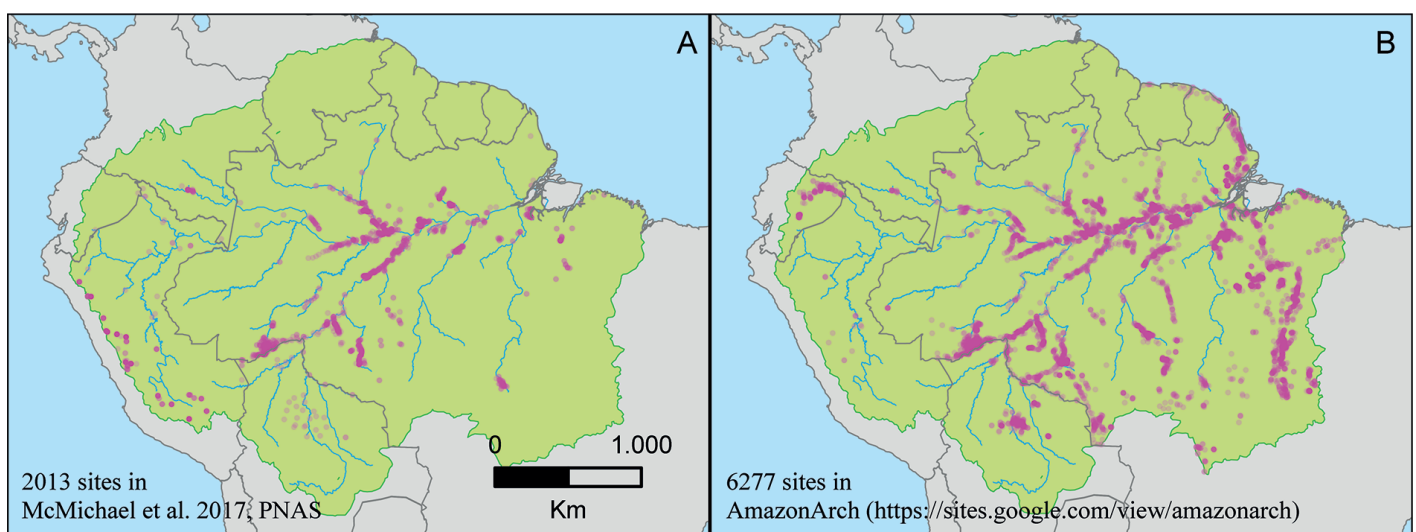 A
B
0 1.000
Km
2013 sites in
McMichael et al. 2017, PNAS
6277 sites in
AmazonArch (https://sites.google.com/view/amazonarch)